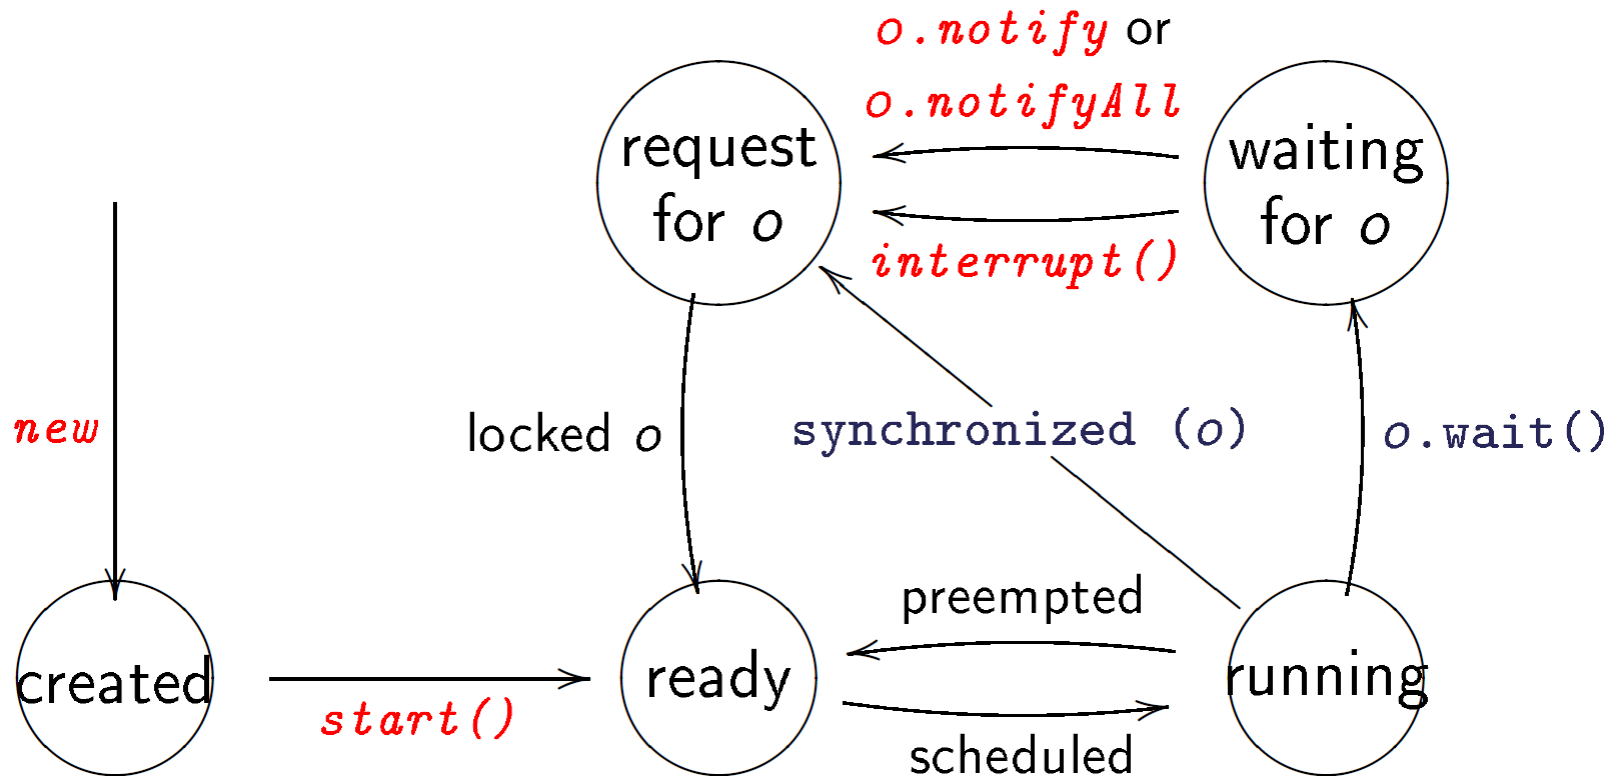 o.notify or
o.notifyAll
request
for o
waiting
for o
interrupt()
new
locked o
synchronized (o)
o.wait()
preempted
created
ready
running
start()
scheduled